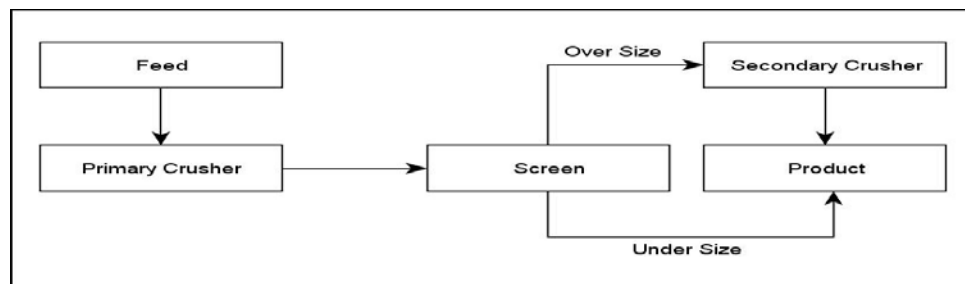 Feed
Primary Crusher
Screen
Over Size
Secondary Crusher
Product
Under Size